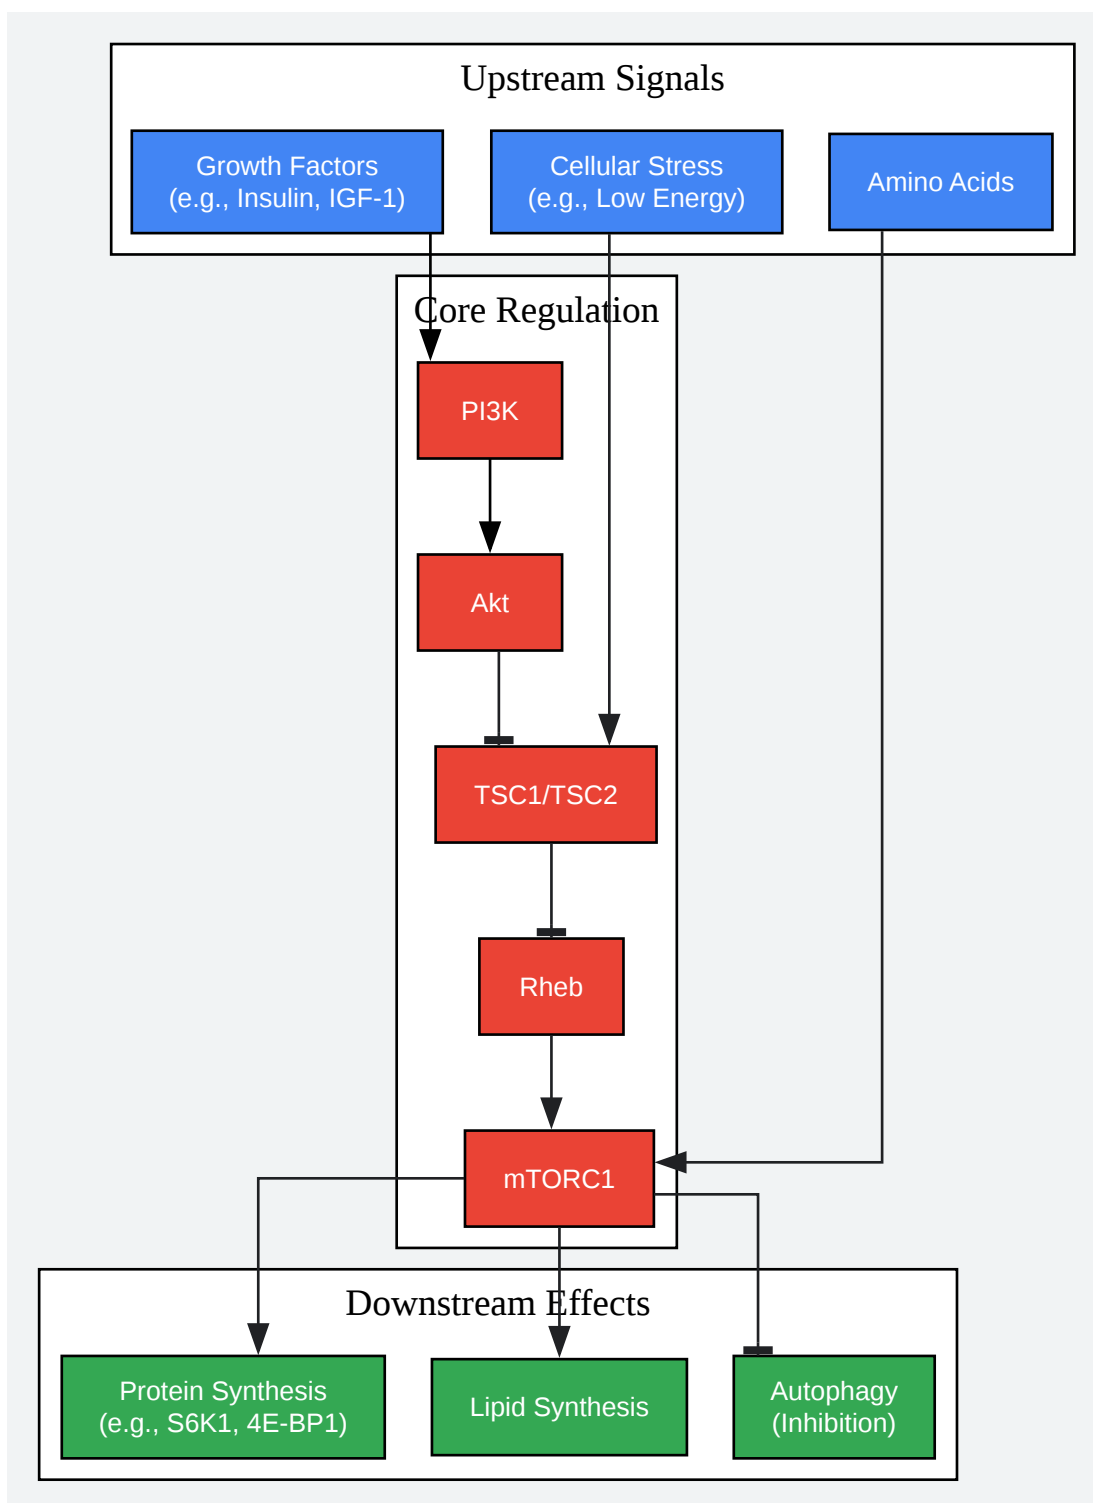 Upstream Signals
Growth Factors
(e.g., Insulin, IGF-1)
Cellular Stress
(e.g., Low Energy)
Amino Acids
Core Regulation
PI3K
Akt
TSC1/TSC2
Rheb
mTORC1
Downstream Effects
Protein Synthesis
(e.g., S6K1, 4E-BP1)
Lipid Synthesis
Autophagy
(Inhibition)